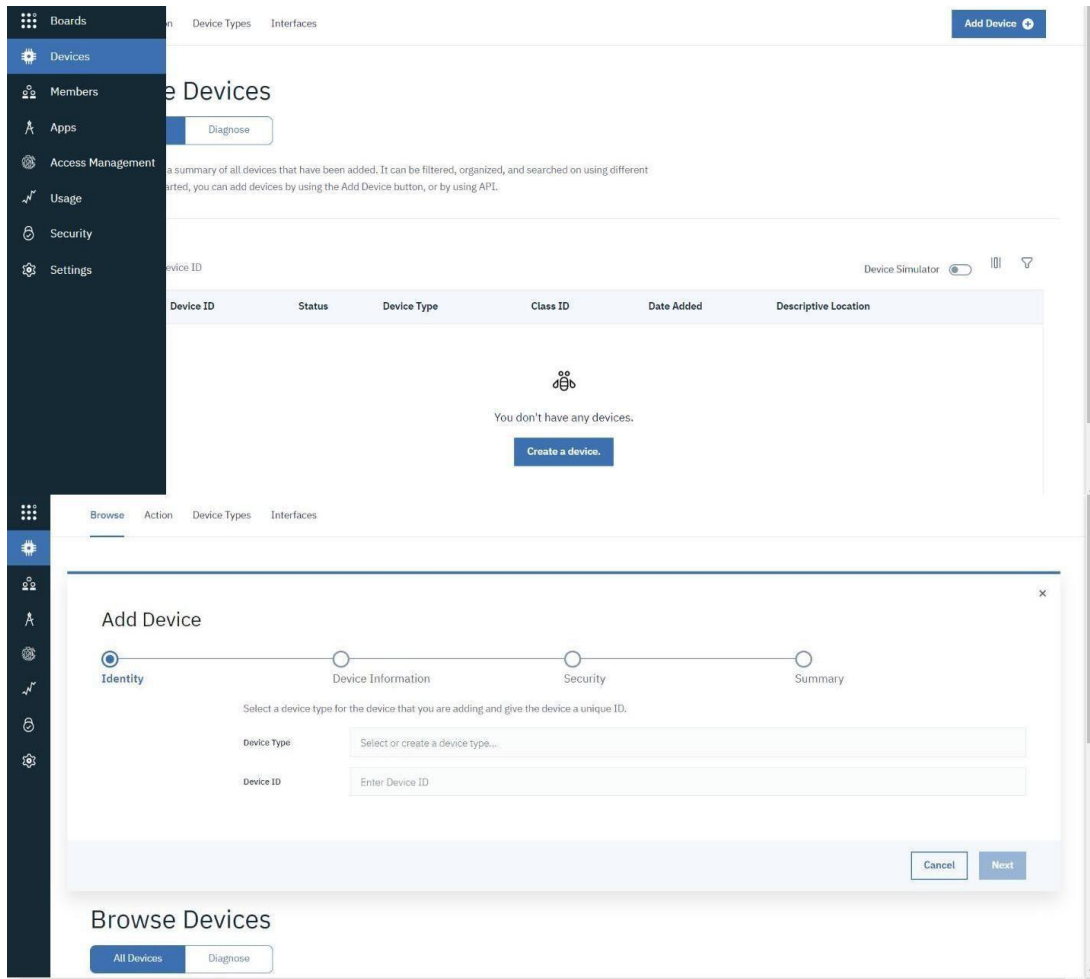 Boards
n Device Types Interfaces
Add Device
Devices
Members
e Devices
Apps
Diagnose
Access Management
a summary of all devices that have been added. It can be filtered, organized, and searched on using different
arted, you can add devices by using the Add Device button, or by using API.
Usage
Security
Settings
evice ID
Device Simulator
Device ID Status Device Type Class ID Date Added Descriptive Location
You don't have any devices.
Create a device.
Browse Action Device Types Interfaces
×
Add Device
Identity Device Information Security Summary
Select a device type for the device that you are adding and give the device a unique ID.
Device Type Select or create a device type...
Device ID Enter Device ID
Cancel Next
Browse Devices
All Devices Diagnose